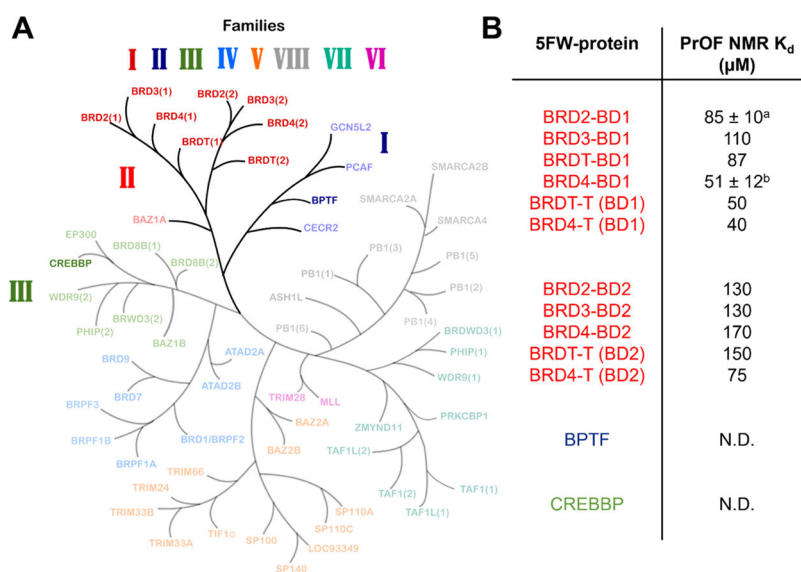 A
Families
I II III IV V VIII VII VI
BRD3(1)
BRD2(2)
BRD3(2)
BRD2(1)
BRD4(1)
BRD4(2)
GCN5L2
I
BRDT(1)
BRDT(2)
PCAF
SMARCA2B
II
BPTF
SMARCA2A
BAZ1A
CECR2
SMARCA4
EP300
BRD8B(1)
PB1(3)
PB1(5)
CREBBP
BRD8B(2)
PB1(1)
III
WDR9(2)
ASH1L
PB1(2)
BRWD3(2)
PB1(4)
PHIP(2)
PB1(6)
BRDWD3(1)
BAZ1B
ATAD2A
PHIP(1)
BRD9
ATAD2B
WDR9(1)
BRD7
TRIM28
MLL
BRPF3
BAZ2A
PRKCBP1
BRPF1B
BRD1/BRPF2
ZMYND11
BAZ2B
TAF1L(2)
BRPF1A
TRIM66
TRIM24
TAF1(2)
TAF1(1)
SP110A
TRIM33B
SP110C
TAF1L(1)
TIF1α
TRIM33A
SP100
LOC93349
SP140
B
5FW-protein PrOF NMR Kd
(µM)
BRD2-BD1 85 ± 10a
BRD3-BD1 110
BRDT-BD1 87
BRD4-BD1 51 ± 12b
BRDT-T (BD1) 50
BRD4-T (BD1) 40
BRD2-BD2 130
BRD3-BD2 130
BRD4-BD2 170
BRDT-T (BD2) 150
BRD4-T (BD2) 75
BPTF N.D.
CREBBP N.D.